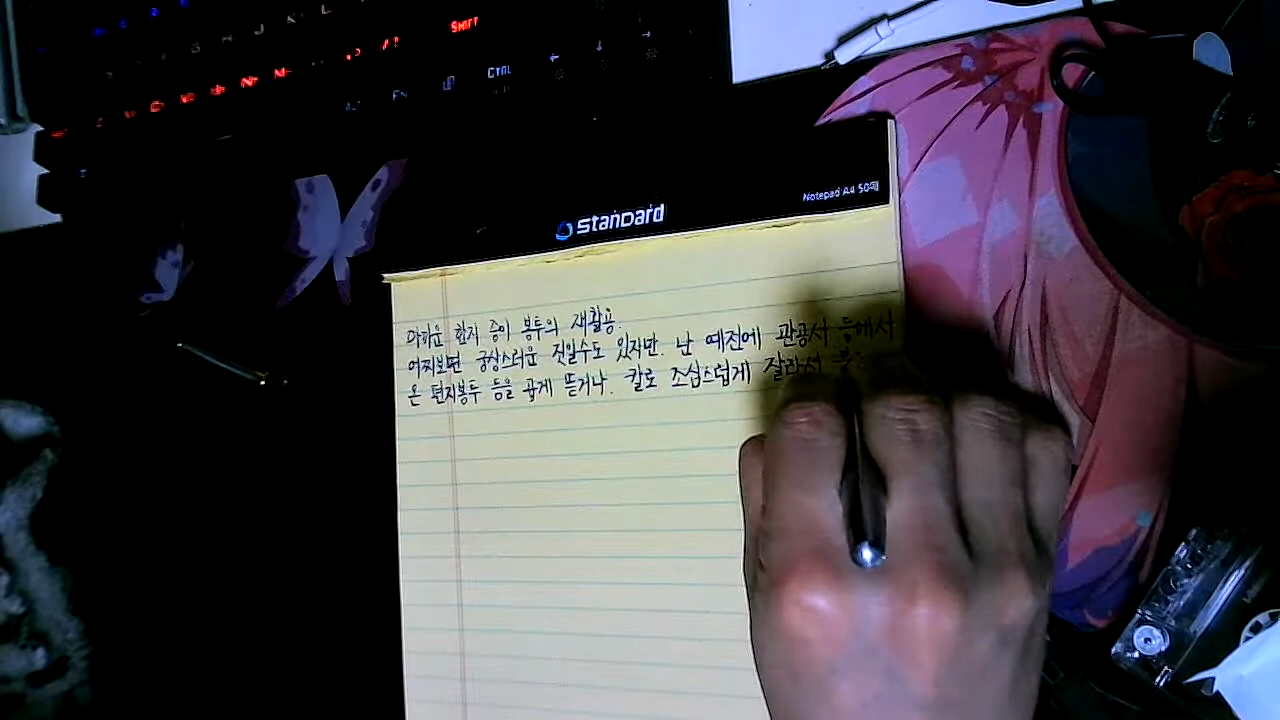 Shift
Ctrl
Fn
Notepad A4 50매
Standard
아까운 한지 종이 봉투의 재활용.
어찌보면 궁상스러운 짓일수도 있지만. 난 예전에 관공서 등에서
온 편지봉투 등을 곱게 뜯거나. 칼로 조심스럽게 잘라서